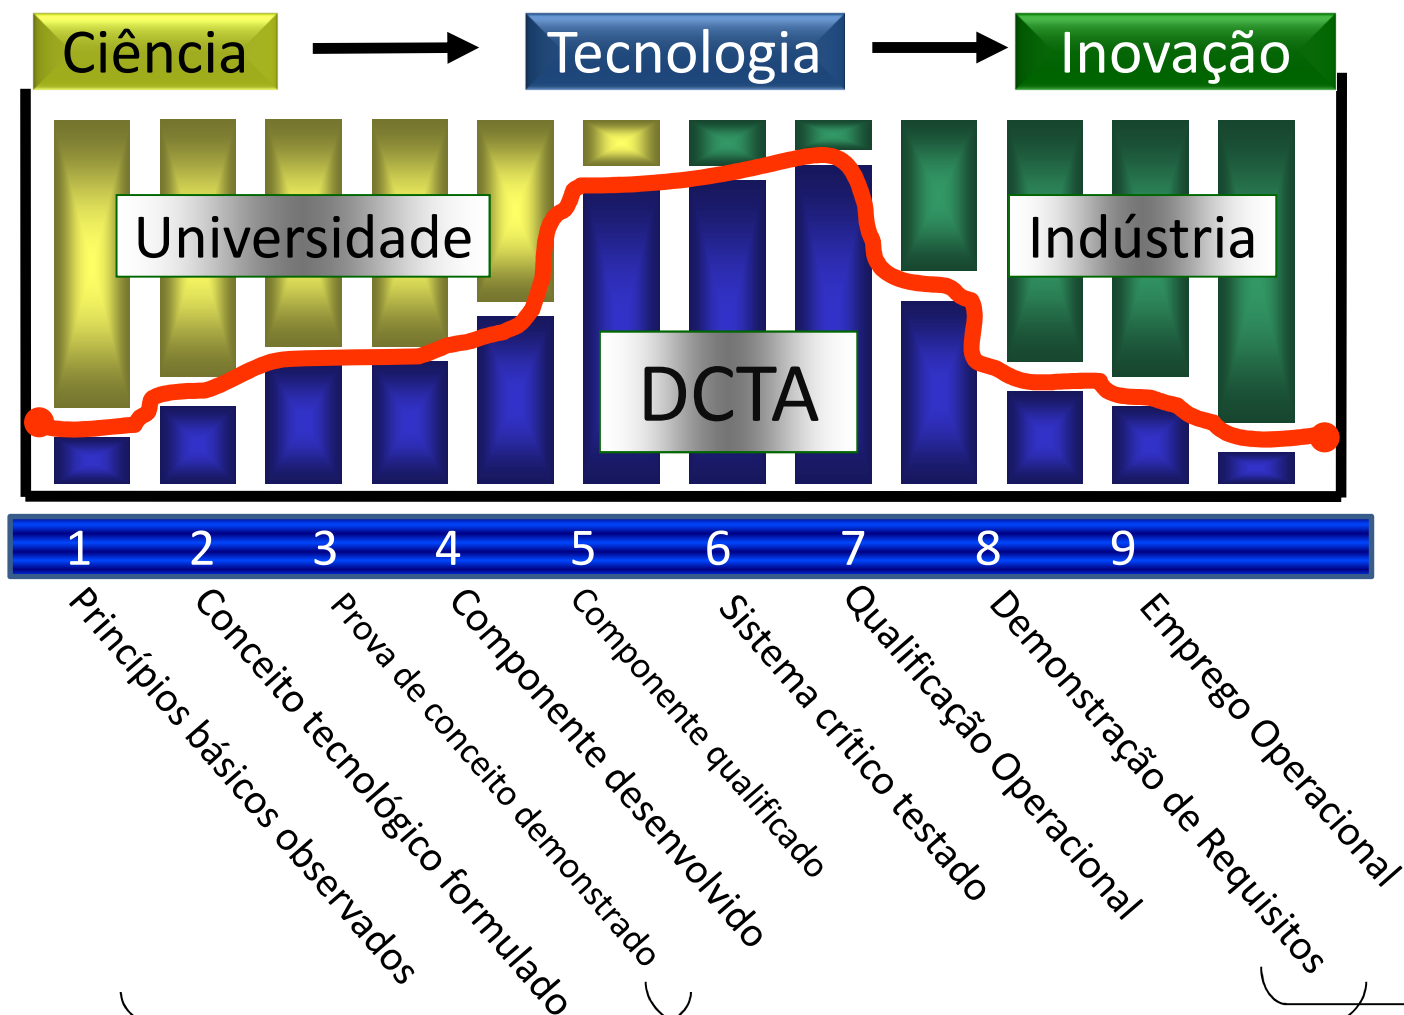 Ciência
Tecnologia
Inovação
Universidade
Indústria
DCTA
1 2 3 4 5 6 7 8 9
Princípios básicos observados
Conceito tecnológico formulado
Prova de conceito demonstrado
Componente desenvolvido
Componente qualificado
Sistema crítico testado
Qualificação Operacional
Demonstração de Requisitos
Emprego Operacional